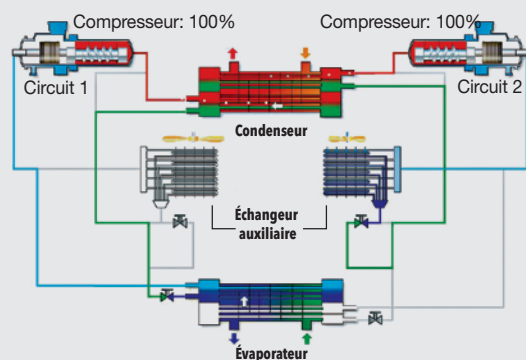 Compresseur: 100%
Compresseur: 100%
Circuit 1
Circuit 2
Condenseur
Échangeur
auxiliaire
Évaporateur